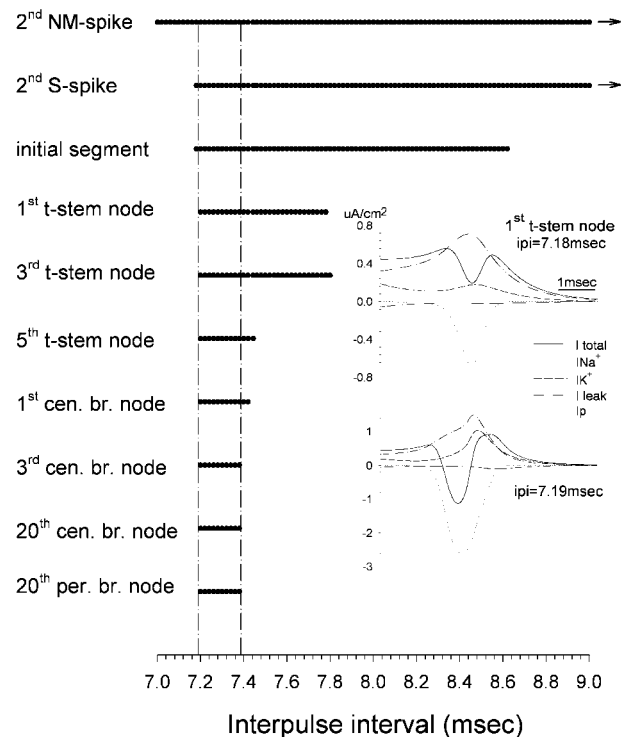 2nd NM-spike
2nd S-spike
initial segment
1st t-stem node
3rd t-stem node
5th t-stem node
1st cen. br. node
3rd cen. br. node
20th cen. br. node
20th per. br. node
uA/cm2
0.8
0.4
0.0
-0.4
-0.8
1st t-stem node
ipi=7.18msec
1msec
I total
INa+
IK+
I leak
Ip
1
0
-1
-2
-3
ipi=7.19msec
7.0 7.2 7.4 7.6 7.8 8.0 8.2 8.4 8.6 8.8 9.0
Interpulse interval (msec)